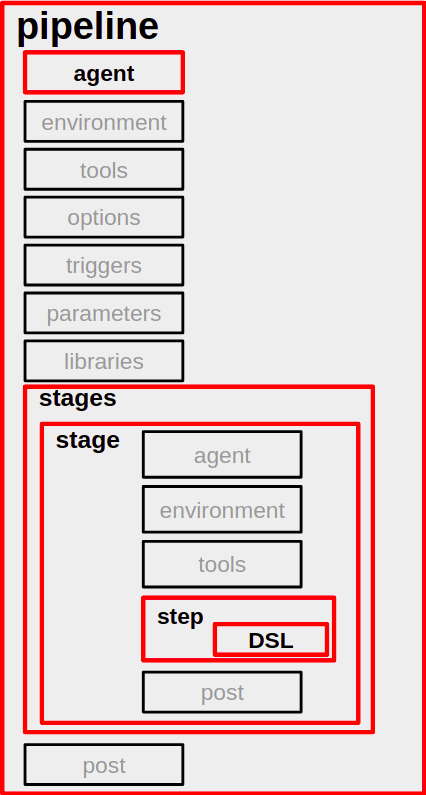 pipeline
agent
environment
tools
options
triggers
parameters
libraries
stages
stage
agent
environment
tools
step
DSL
post
post